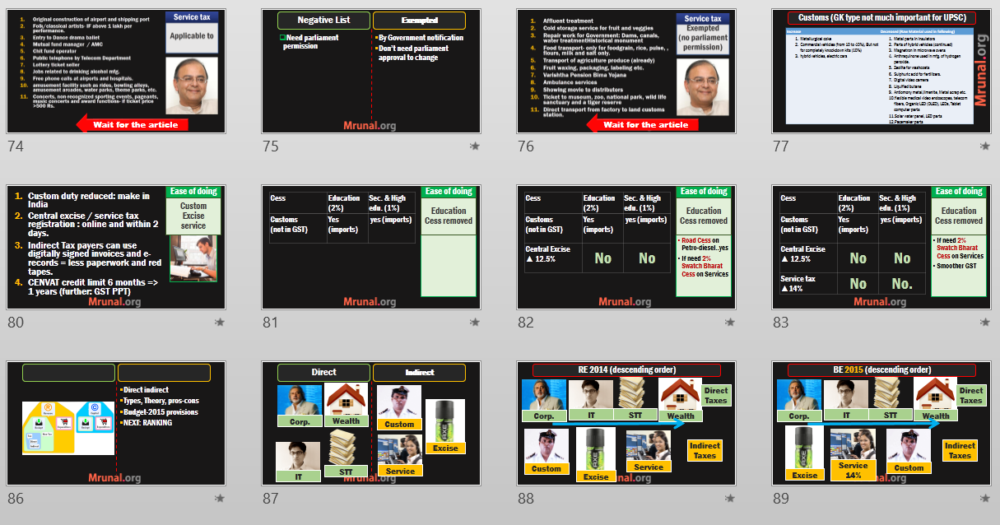 1. Original construction of airport and shipping port
2. Folk/classical artists- IF above 1 lakh per
performance.
3. Entry to Dance drama ballet
4. Mutual fund manager / AMC
5. Chit fund operator
6. Public telephone by Telecom Department
7. Lottery ticket seller
8. Jobs related to drinking alcohol mfg.
9. Free phone calls at airports and hospitals.
10. amusement facility such as rides, bowling alleys,
amusement arcades, water parks, theme parks, etc.
11. Concerts, non-recognized sporting events, pageants,
music concerts and award functions- if ticket price
>500 Rs.
Service tax
Applicable to
Wait for the article
74
Negative List
Exempted
Need parliament
permission
By Government notification
Don't need parliament
approval to change
Mrunal.org
75
1. Affluent treatment
2. Cold storage service for fruit and veggies
3. Repair work for Government: Dams, canals,
water treatmentHistorical monument
4. Food transport- only for foodgrain, rice, pulse, ,
flours, milk and salt only.
5. Transport of agriculture produce (already)
6. Fruit waxing, packaging, labeling etc.
7. Varishtha Pension Bima Yojana
8. Ambulance services
9. Showing movie to distributors
10. Ticket to museum, zoo, national park, wild life
sanctuary and a tiger reserve
11. Direct transport from factory to land customs
station.
Service tax
Exempted
(no parliament
permission)
Wait for the article
76
Customs (GK type not much important for UPSC)
Increase
1. Metallurgical coke
2. Commercial vehicles (from 10 to 40%), But not
for completely knockdown kits (10%)
3. hybrid vehicles, electric cars
Decreased (Raw Material used in following)
1. Metal parts in insulators
2. Parts of hybrid vehicles (continued)
3. Magnetron in microwave ovens
4. Anthraquinone used in mfg. of hydrogen
peroxide.
5. Zeolite for washcoats
6. Sulphuric acid for fertilizers.
7. Digital video camera
8. Liquified butane
9. Antimony metal,
10. flexible medical video endoscopes, telecom
fibers, Organic LED (OLED), LEDs, Tablet
computer parts
11. Solar water panel, LED parts
12. Pacemaker parts
Mrunal.org
77
1. Custom duty reduced: make in
India
2. Central excise / service tax
registration : online and within 2
days.
3. Indirect Tax payers can use
digitally signed invoices and e-
records = less paperwork and red
tapes.
4. CENVAT credit limit 6 months =>
1 years (further: GST PPT)
Ease of doing
Custom
Excise
service
Mrunal.org
80
Cess Education (2%) Sec. & High edu. (1%)
Customs (not in GST) Yes (imports) yes (imports)
Ease of doing
Education
Cess removed
Mrunal.org
81
Cess Education (2%) Sec. & High edu. (1%)
Customs (not in GST) Yes (imports) yes (imports)
Central Excise ▲ 12.5% No No
Ease of doing
Education
Cess removed
Road Cess on
Petro-diesel..yes
If need 2%
Swatch Bharat
Cess on Services
Mrunal.org
82
Cess Education (2%) Sec. & High edu. (1%)
Customs (not in GST) Yes (imports) yes (imports)
Central Excise ▲ 12.5% No No
Service tax ▲14% No No.
Ease of doing
Education
Cess removed
If need 2%
Swatch Bharat
Cess on Services
Smoother GST
Mrunal.org
83
Direct indirect
Types, Theory, pros-cons
Budget-2015 provisions
NEXT: RANKING
Mrunal.org
86
Direct
Indirect
Corp.
Wealth
Custom
Excise
IT
STT
Service
AXE
Mrunal.org
87
RE 2014 (descending order)
Corp.
IT
STT
Wealth
Direct
Taxes
Custom
Excise
Service
Indirect
Taxes
AXE
al.org
88
BE 2015 (descending order)
Corp.
IT
STT
Wealth
Direct
Taxes
Excise
Service
14%
Custom
Indirect
Taxes
AXE
al.org
89